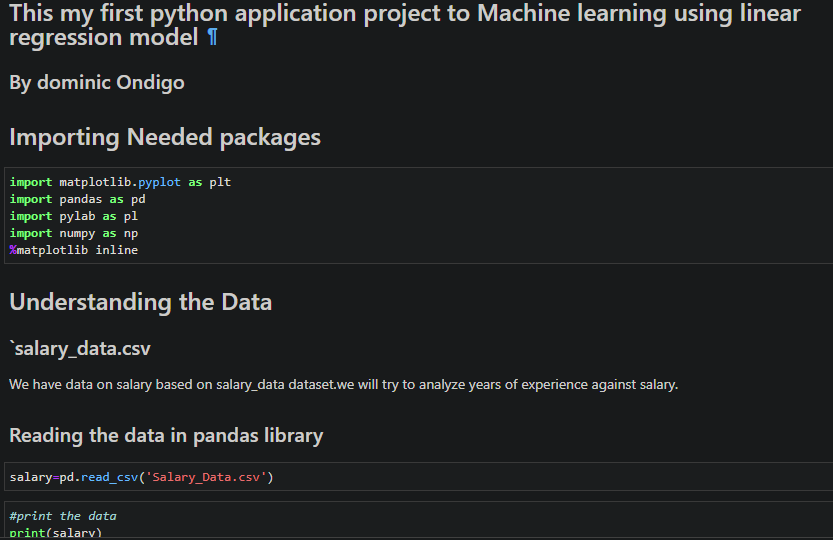 This my first python application project to Machine learning using linear
regression model ¶
By dominic Ondigo
Importing Needed packages
import matplotlib.pyplot as plt
import pandas as pd
import pylab as pl
import numpy as np
%matplotlib inline
Understanding the Data
`salary_data.csv
We have data on salary based on salary_data dataset.we will try to analyze years of experience against salary.
Reading the data in pandas library
salary=pd.read_csv('Salary_Data.csv')
#print the data
print(salary)